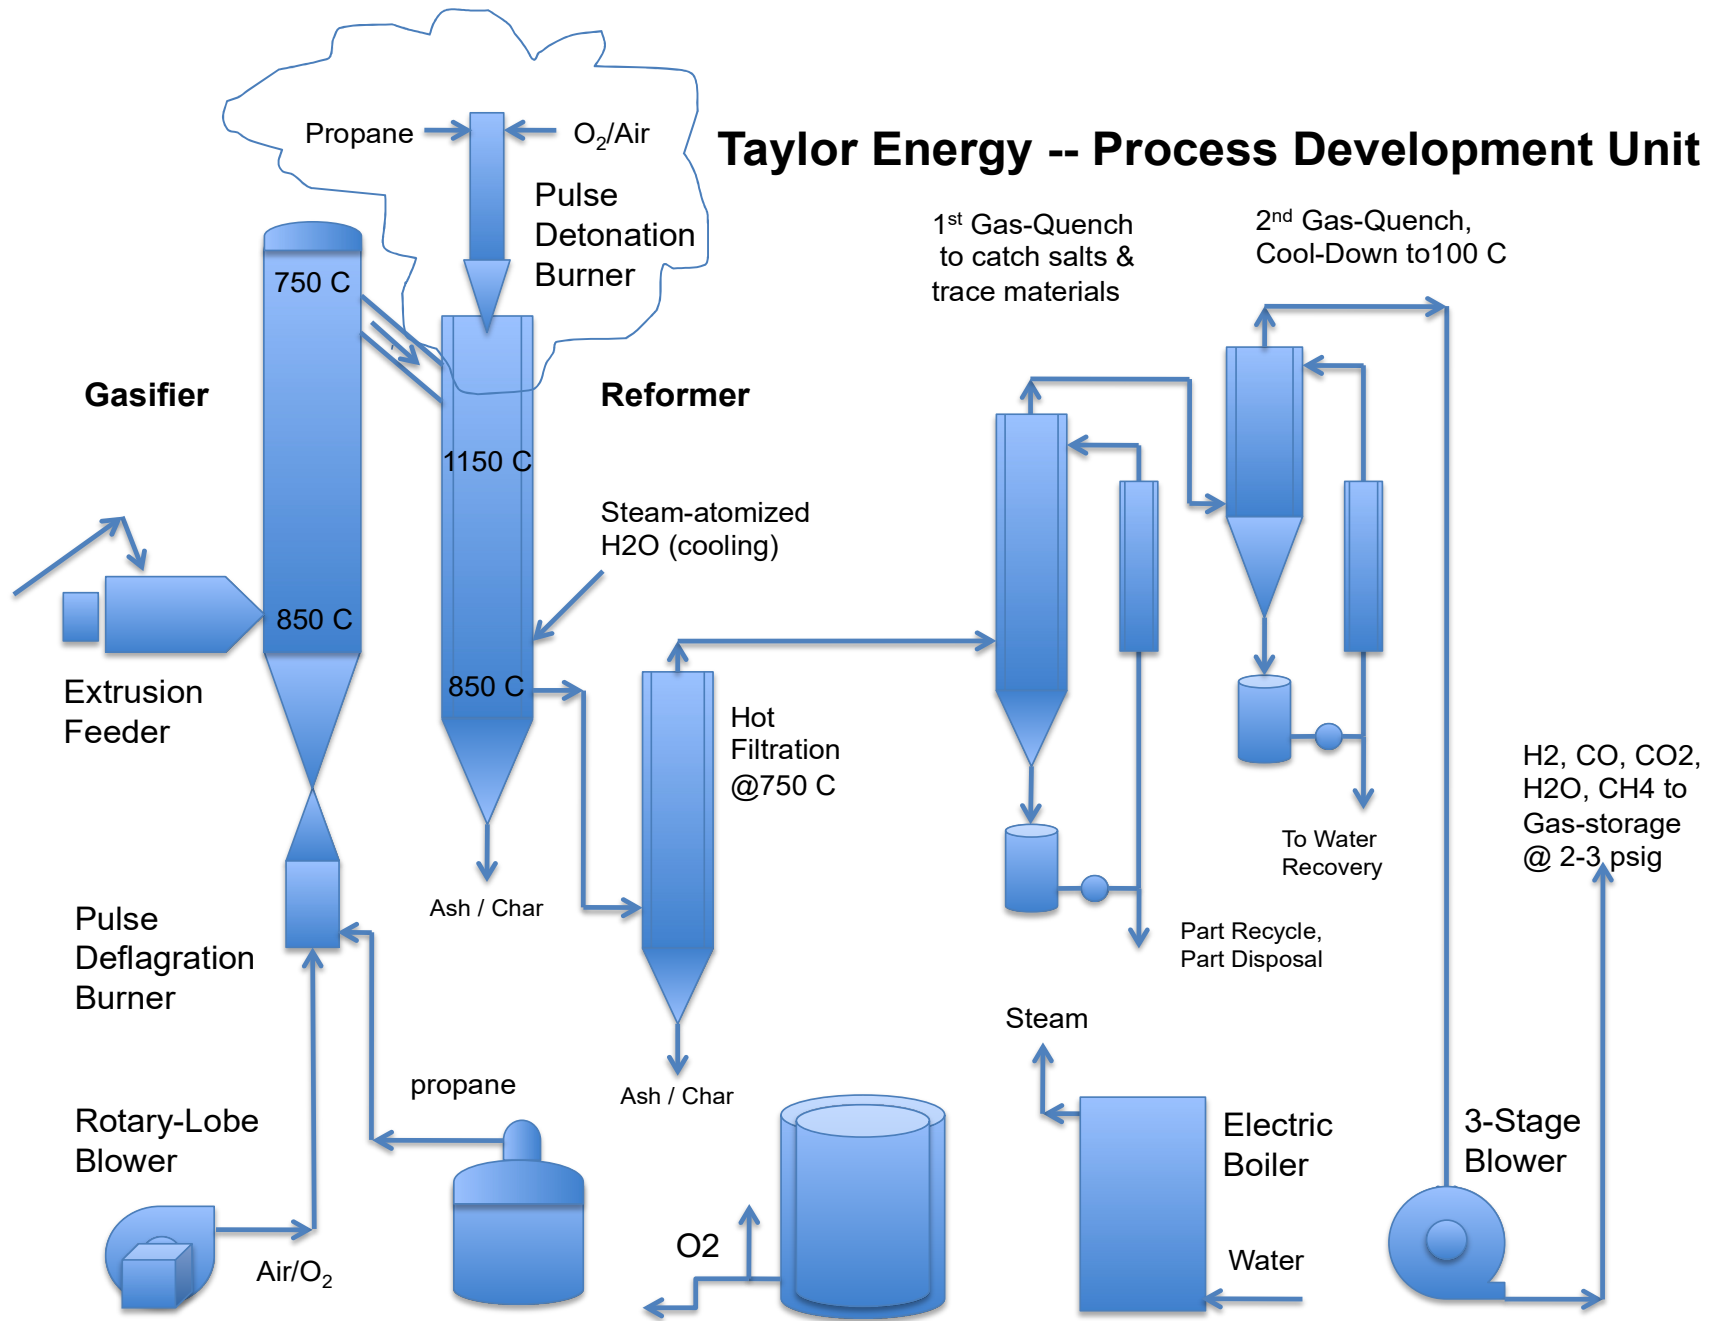 Taylor Energy -- Process Development Unit
Propane
O₂/Air
Pulse
Detonation
Burner
1st Gas-Quench
to catch salts &
trace materials
2nd Gas-Quench,
Cool-Down to100 C
750 C
Gasifier
Reformer
1150 C
Steam-atomized
H2O (cooling)
850 C
850 C
Extrusion
Feeder
Hot
Filtration
@750 C
H2, CO, CO2,
H2O, CH4 to
Gas-storage
@ 2-3 psig
To Water
Recovery
Ash / Char
Part Recycle,
Part Disposal
Pulse
Deflagration
Burner
Steam
propane
Ash / Char
Rotary-Lobe
Blower
Electric
Boiler
3-Stage
Blower
O2
Air/O₂
Water